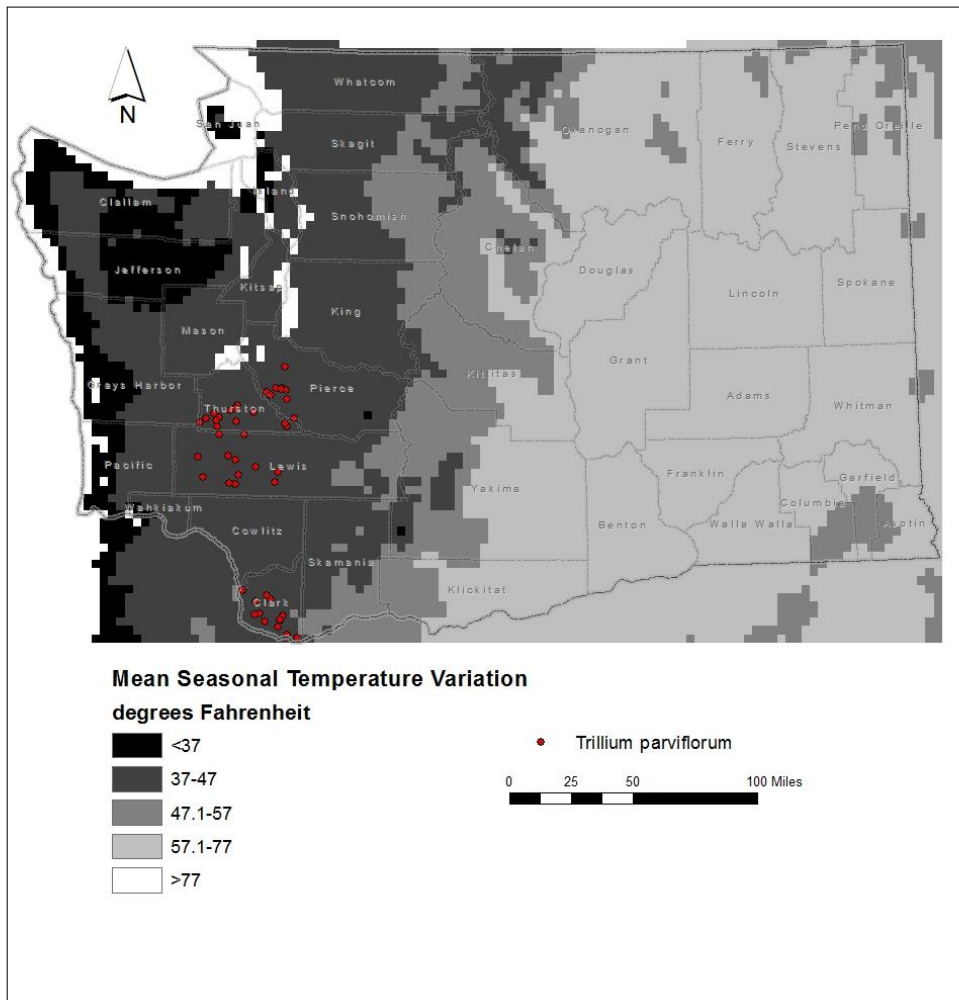 N
Whatcom
San Juan
Okanogan
Pend Oreille
Ferry
Stevens
Skagit
Island
Clallam
Snohomish
Chelan
Jefferson
Douglas
Kitsap
Lincoln
Spokane
King
Mason
Grant
Kittitas
Grays Harbor
Pierce
Adams
Thurston
Whitman
Pacific
Lewis
Yakima
Franklin
Garfield
Columbia
Wahkiakum
Benton
Walla Walla
Asotin
Cowlitz
Skamania
Klickitat
Clark
Mean Seasonal Temperature Variation
degrees Fahrenheit
<37
37-47
47.1-57
57.1-77
>77
Trillium parviflorum
0 25 50 100 Miles